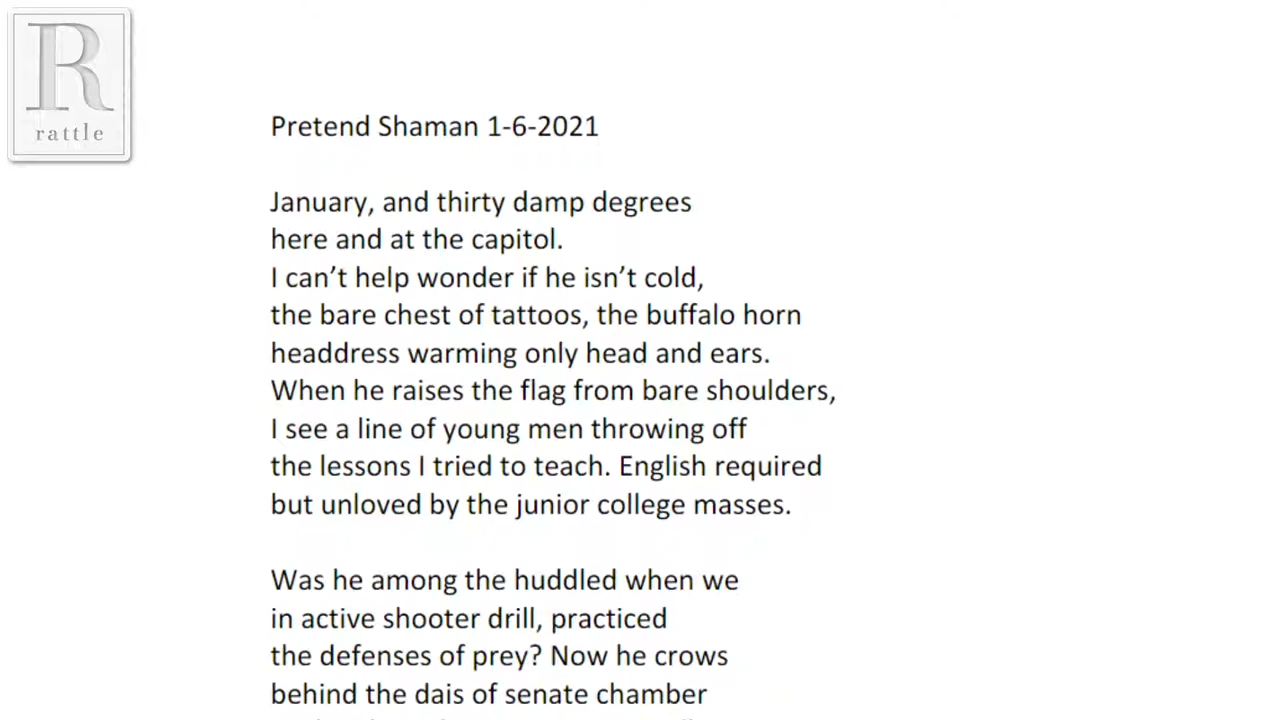 R
rattle
Pretend Shaman 1-6-2021
January, and thirty damp degrees
here and at the capitol.
I can’t help wonder if he isn’t cold,
the bare chest of tattoos, the buffalo horn
headdress warming only head and ears.
When he raises the flag from bare shoulders,
I see a line of young men throwing off
the lessons I tried to teach. English required
but unloved by the junior college masses.
Was he among the huddled when we
in active shooter drill, practiced
the defenses of prey? Now he crows
behind the dais of senate chamber